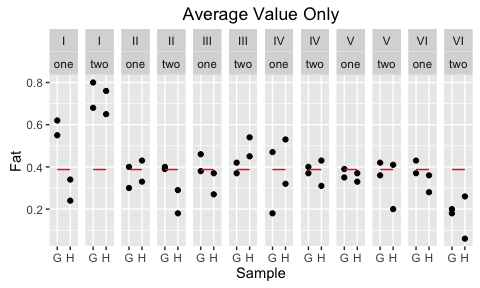 Average Value Only
I I II II III III IV IV V V VI VI
one two one two one two one two one two one two
Fat
0.8
0.6
0.4
0.2
G H G H G H G H G H G H G H G H G H G H G H G H
Sample